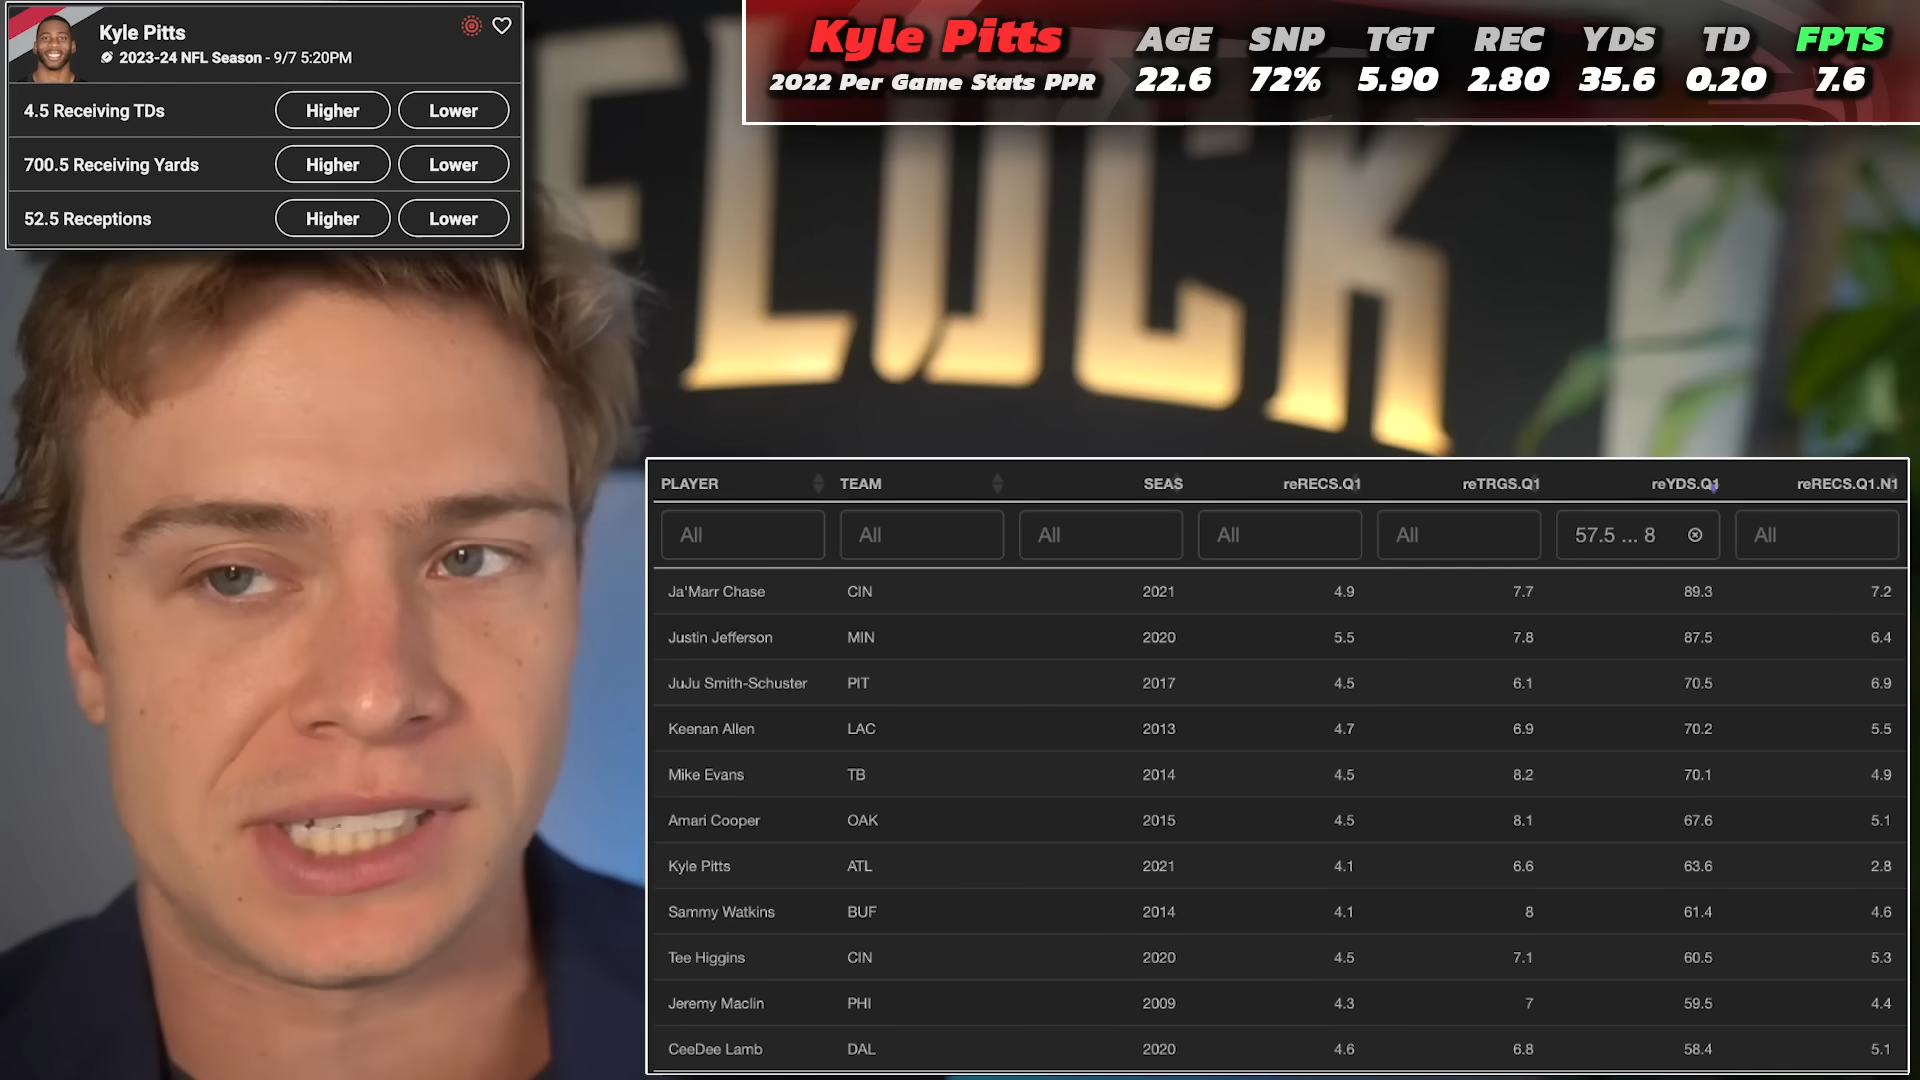 Kyle Pitts
2023-24 NFL Season - 9/7 5:20PM
4.5 Receiving TDs Higher Lower
700.5 Receiving Yards Higher Lower
52.5 Receptions Higher Lower
Kyle Pitts AGE SNP TGT REC YDS TD FPTS
2022 Per Game Stats PPR 22.6 72% 5.90 2.80 35.6 0.20 7.6
FLOCK
PLAYER TEAM SEAS reRECS.Q1 reTRGS.Q1 reYDS.Q1 reRECS.Q1.N1
All All All All All 57.5 ... 8 All
Ja'Marr Chase CIN 2021 4.9 7.7 89.3 7.2
Justin Jefferson MIN 2020 5.5 7.8 87.5 6.4
JuJu Smith-Schuster PIT 2017 4.5 6.1 70.5 6.9
Keenan Allen LAC 2013 4.7 6.9 70.2 5.5
Mike Evans TB 2014 4.5 8.2 70.1 4.9
Amari Cooper OAK 2015 4.5 8.1 67.6 5.1
Kyle Pitts ATL 2021 4.1 6.6 63.6 2.8
Sammy Watkins BUF 2014 4.1 8 61.4 4.6
Tee Higgins CIN 2020 4.5 7.1 60.5 5.3
Jeremy Maclin PHI 2009 4.3 7 59.5 4.4
CeeDee Lamb DAL 2020 4.6 6.8 58.4 5.1